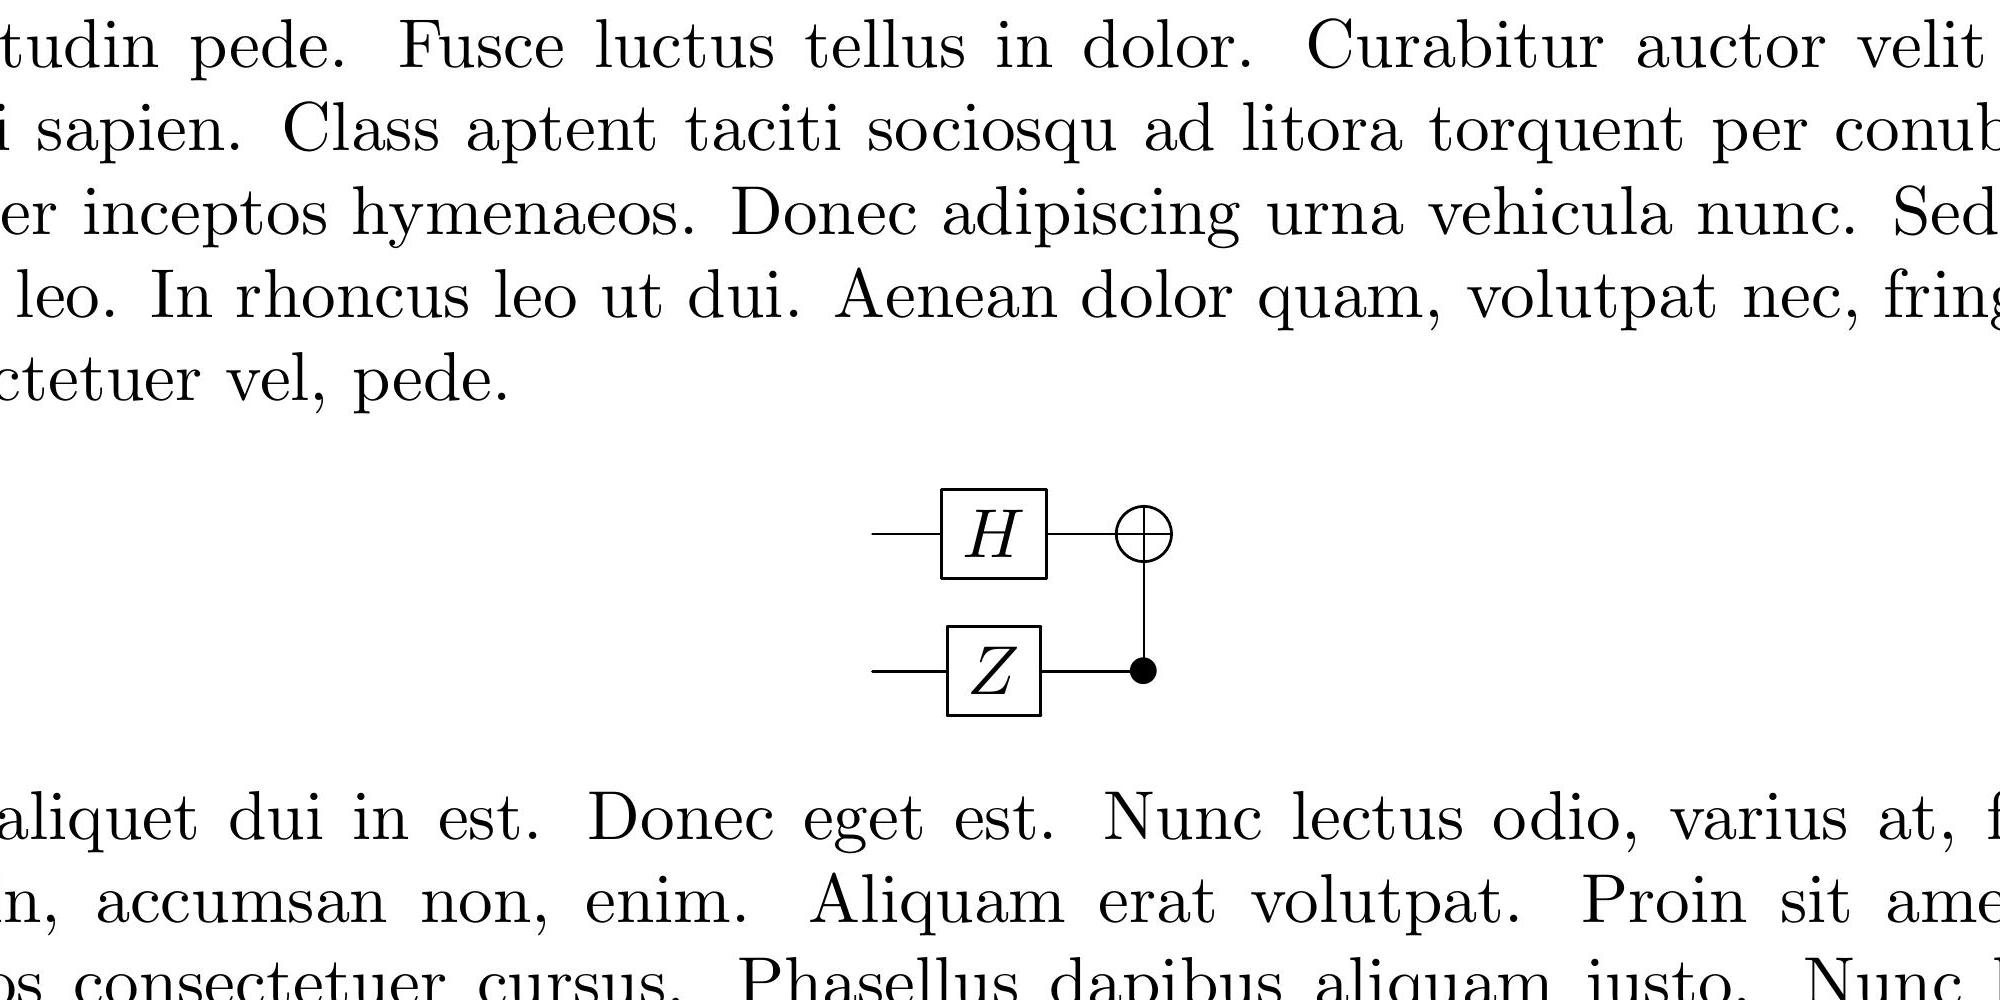 tudin pede. Fusce luctus tellus in dolor. Curabitur auctor velit
i sapien. Class aptent taciti sociosqu ad litora torquent per conub
er inceptos hymenaeos. Donec adipiscing urna vehicula nunc. Sed
leo. In rhoncus leo ut dui. Aenean dolor quam, volutpat nec, fring
ctetuer vel, pede.
H
Z
aliquet dui in est. Donec eget est. Nunc lectus odio, varius at, f
in, accumsan non, enim. Aliquam erat volutpat. Proin sit ame
os consectetuer cursus. Phasellus dapibus aliquam justo. Nunc